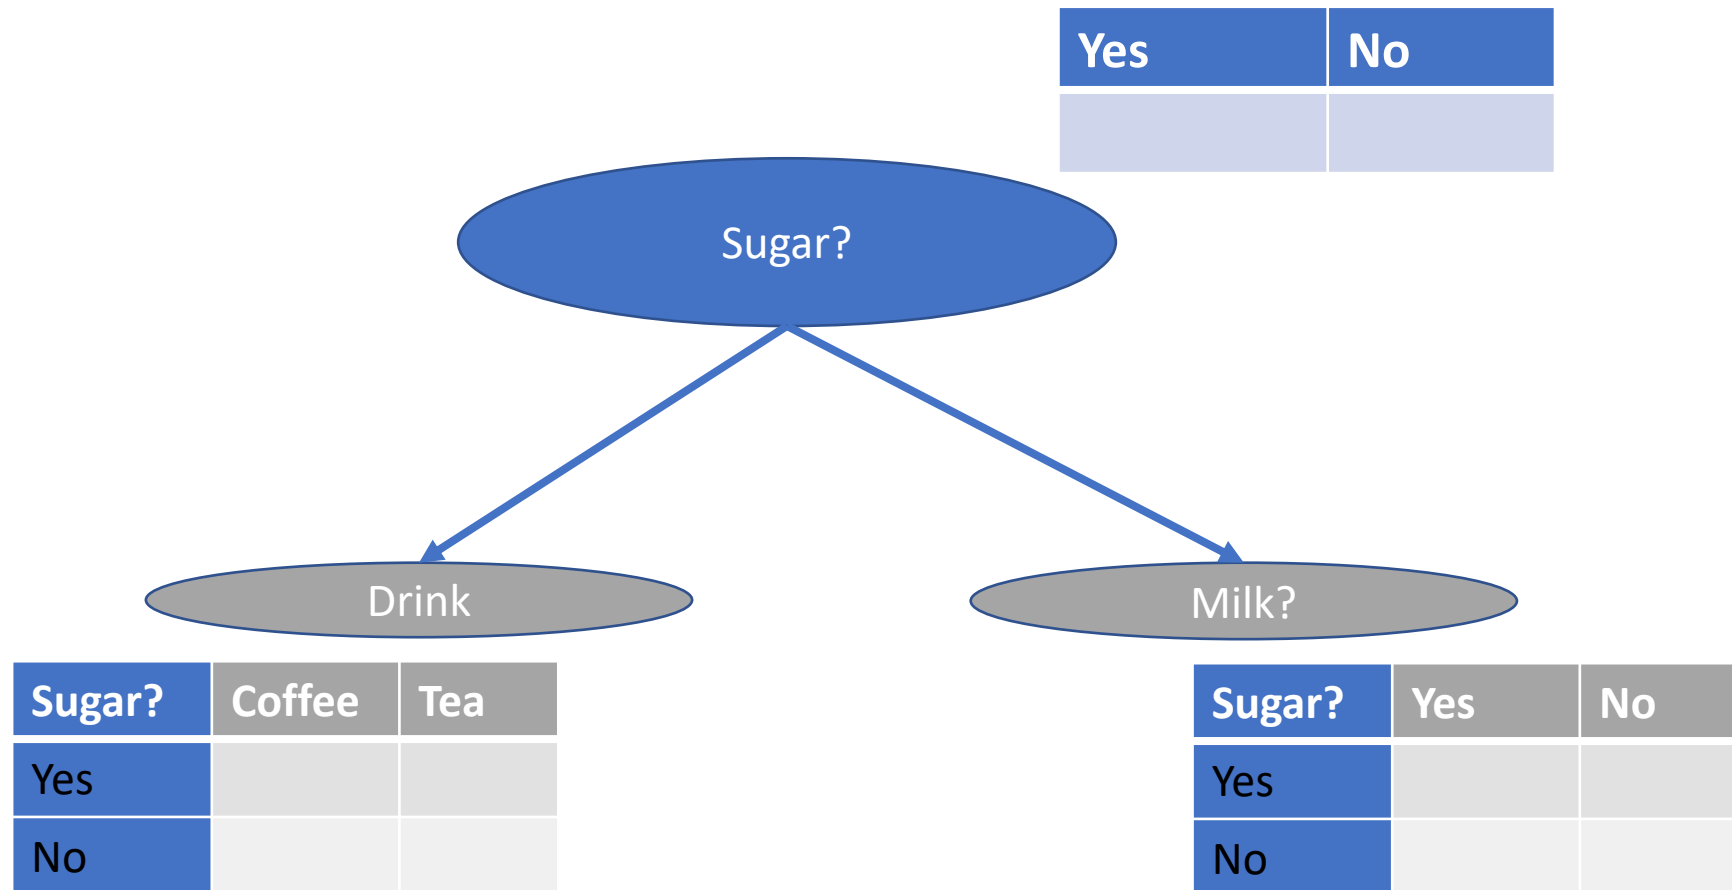 Yes No
Sugar?
Drink
Milk?
Sugar? Coffee Tea
Yes
No
Sugar? Yes No
Yes
No